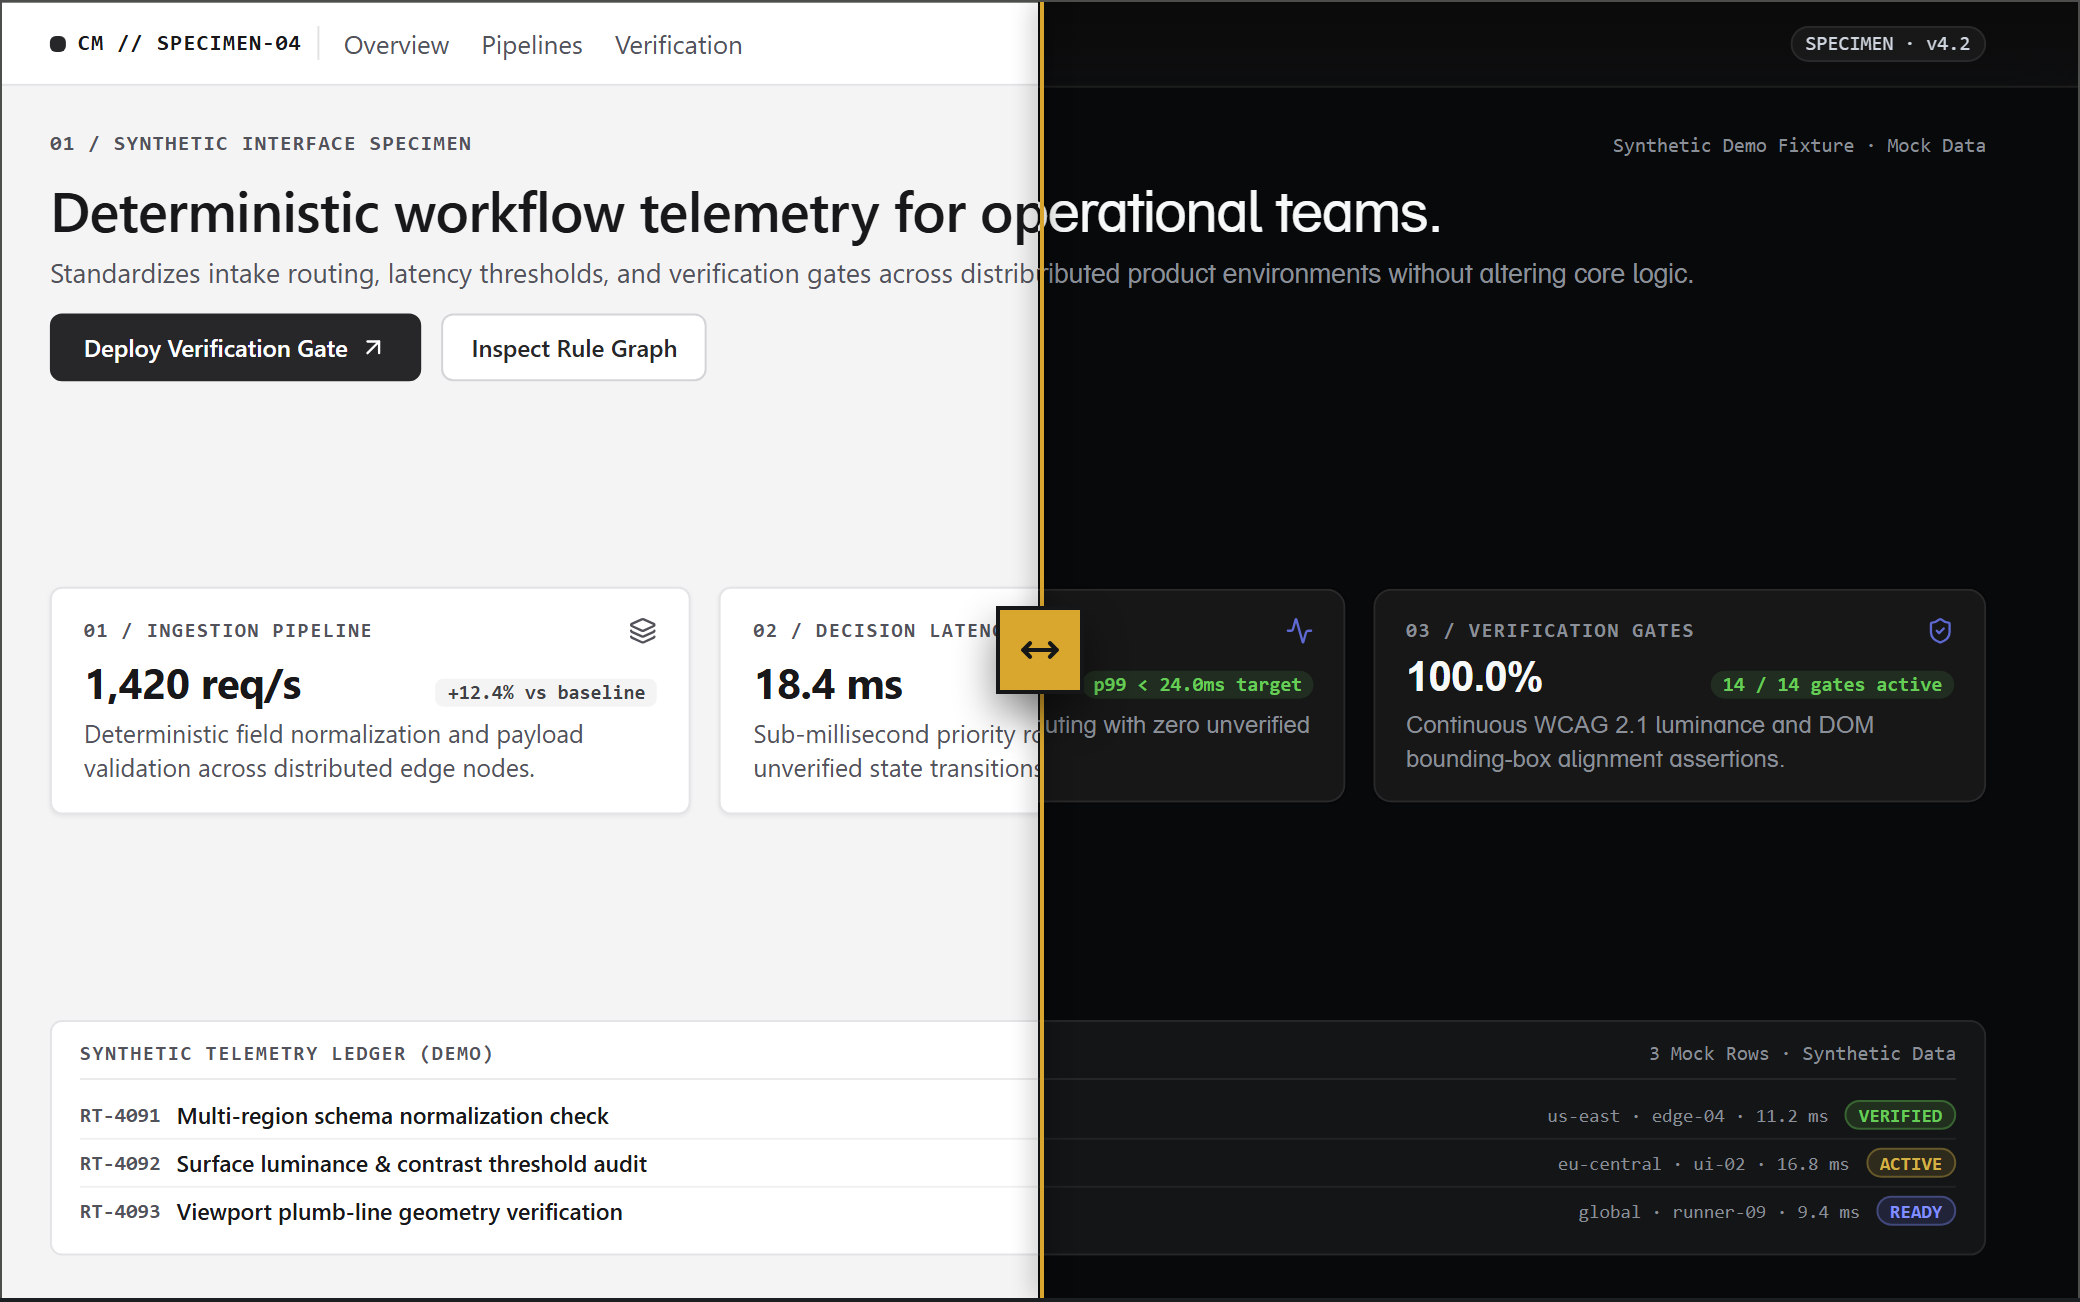 CM // SPECIMEN-04 Overview Pipelines Verification SPECIMEN · v4.2
01 / SYNTHETIC INTERFACE SPECIMEN Synthetic Demo Fixture · Mock Data
Deterministic workflow telemetry for operational teams.
Standardizes intake routing, latency thresholds, and verification gates across distributed product environments without altering core logic.
Deploy Verification Gate Inspect Rule Graph
01 / INGESTION PIPELINE
1,420 req/s +12.4% vs baseline
Deterministic field normalization and payload
validation across distributed edge nodes.
02 / DECISION LATENC
18.4 ms p99 < 24.0ms target
Sub-millisecond priority routing with zero unverified
unverified state transitions
03 / VERIFICATION GATES
100.0% 14 / 14 gates active
Continuous WCAG 2.1 luminance and DOM
bounding-box alignment assertions.
SYNTHETIC TELEMETRY LEDGER (DEMO) 3 Mock Rows · Synthetic Data
RT-4091 Multi-region schema normalization check us-east · edge-04 · 11.2 ms VERIFIED
RT-4092 Surface luminance & contrast threshold audit eu-central · ui-02 · 16.8 ms ACTIVE
RT-4093 Viewport plumb-line geometry verification global · runner-09 · 9.4 ms READY